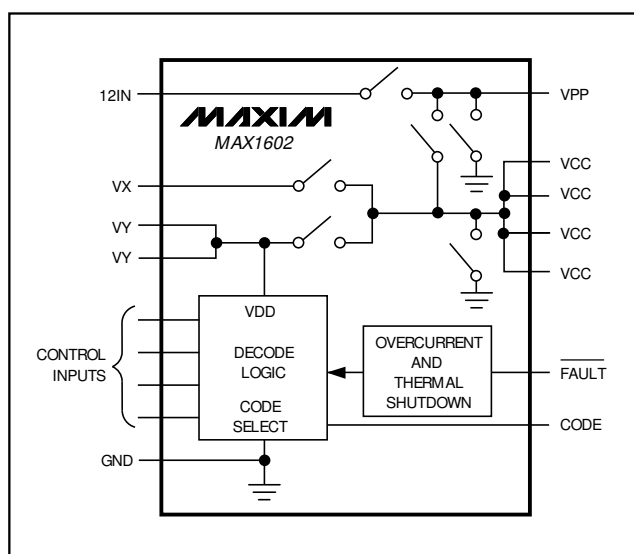 12IN
VPP
MAXIM
MAX1602
VCC
VX
VCC
VY
VCC
VY
VCC
VDD
DECODE
LOGIC
CODE
SELECT
OVERCURRENT
AND
THERMAL
SHUTDOWN
CONTROL
INPUTS
FAULT
CODE
GND